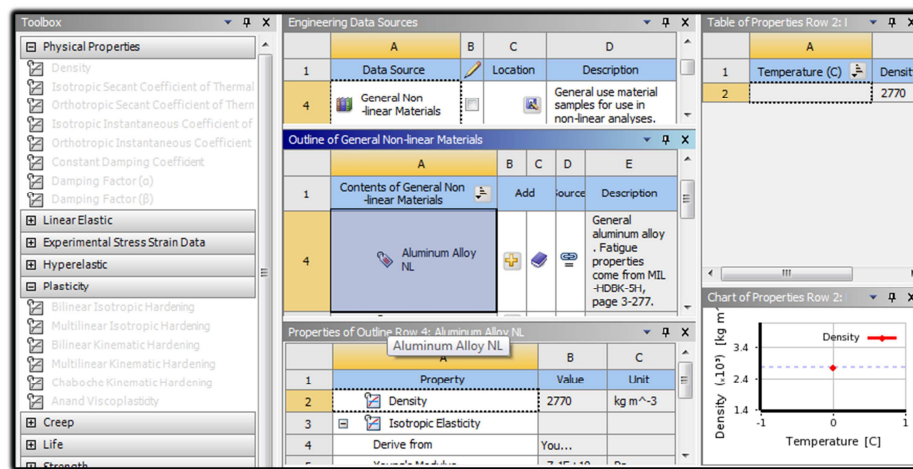 Toolbox
Physical Properties
Density
Isotropic Secant Coefficient of Thermal
Orthotropic Secant Coefficient of Therm
Isotropic Instantaneous Coefficient of
Orthotropic Instantaneous Coefficient
Constant Damping Coefficient
Damping Factor (α)
Damping Factor (β)
Linear Elastic
Experimental Stress Strain Data
Hyperelastic
Plasticity
Bilinear Isotropic Hardening
Multilinear Isotropic Hardening
Bilinear Kinematic Hardening
Multilinear Kinematic Hardening
Chaboche Kinematic Hardening
Anand Viscoplasticity
Creep
Life
Strength
Engineering Data Sources
A B C D
1 Data Source Location Description
4 General Non
-linear Materials
General use material
samples for use in
non-linear analyses.
Outline of General Non-linear Materials
A B C D E
1 Contents of General Non
-linear Materials
Add ource Description
4 Aluminum Alloy
NL
General
aluminum alloy
. Fatigue
properties
come from MIL
-HDBK-5H,
page 3-277.
Properties of Outline Row 4: Aluminum Alloy NL
Aluminum Alloy NL
A B C
1 Property Value Unit
2 Density 2770 kg m^-3
3 Isotropic Elasticity
4 Derive from You...
Table of Properties Row 2:
A
1 Temperature (C) Densit
2 2770
Chart of Properties Row 2:
Density (.10³) [kg m
3.4
2.4
1.4
Density
-1 0 1
Temperature [C]